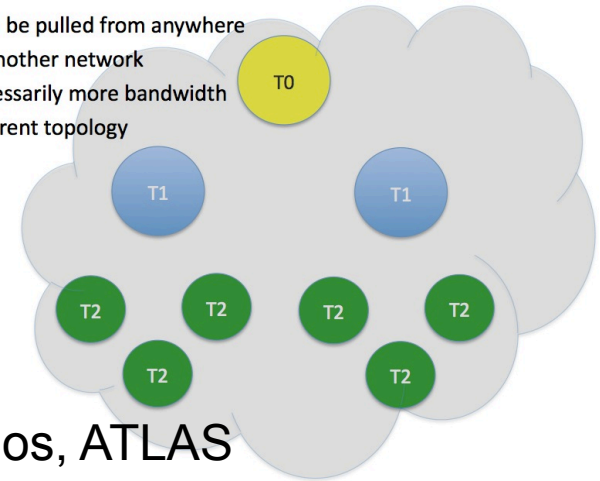 be pulled from anywhere
nother network
essarily more bandwidth
rent topology
T0
T1 T1
T2 T2 T2 T2
T2 T2
os, ATLAS